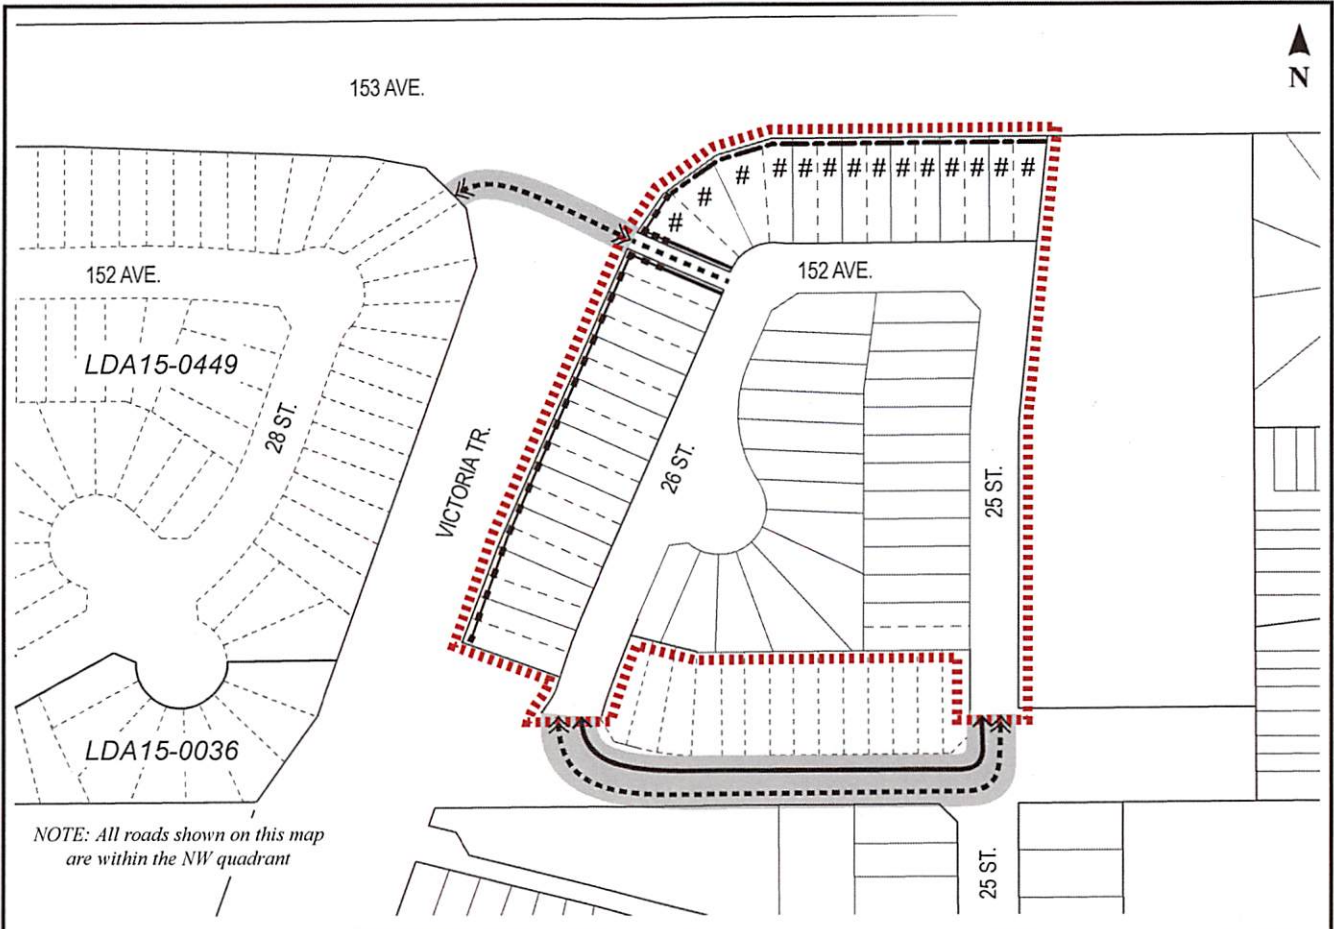 N
153 AVE.
# # # # # # # # # # # # # #
152 AVE.
152 AVE.
LDA15-0449
28 ST.
VICTORIA TR.
26 ST.
25 ST.
LDA15-0036
NOTE: All roads shown on this map
are within the NW quadrant
25 ST.